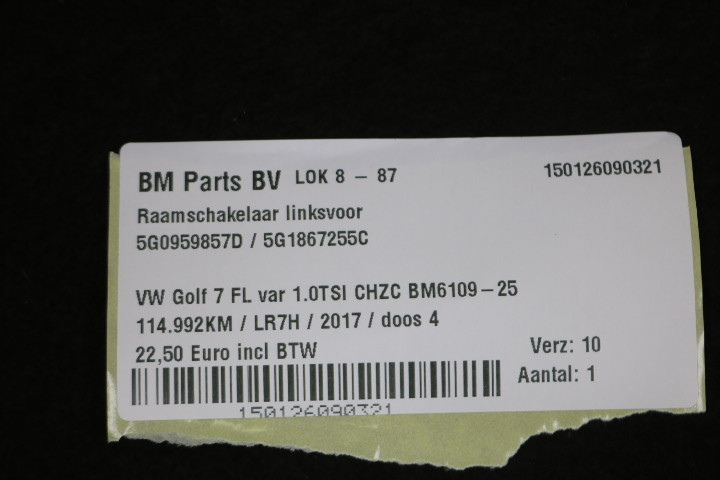 BM Parts BV LOK 8 - 87 150126090321
Raamschakelaar linksvoor
5G0959857D / 5G1867255C
VW Golf 7 FL var 1.0TSI CHZC BM6109-25
114.992KM / LR7H / 2017 / doos 4
22,50 Euro incl BTW Verz: 10
Aantal: 1
150126090321